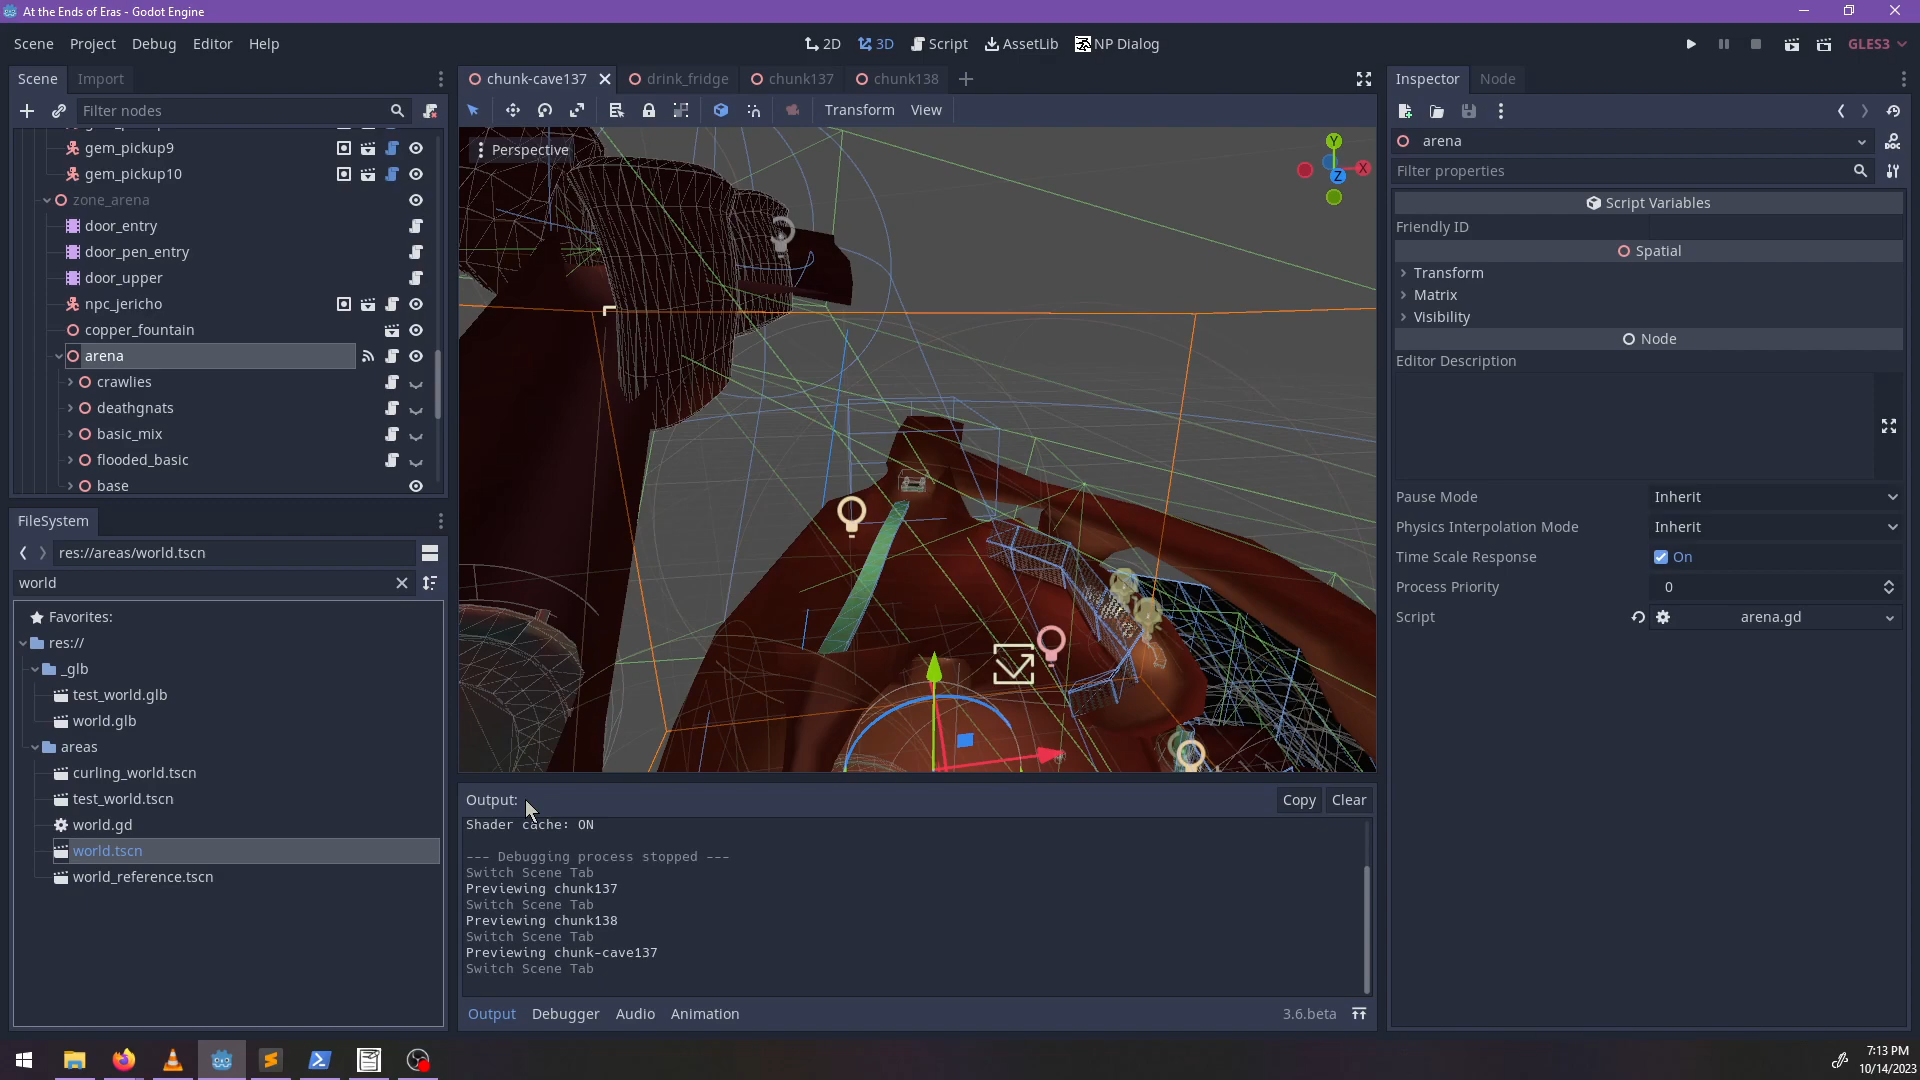 At the Ends of Eras - Godot Engine
Scene Project Debug Editor Help
2D 3D Script AssetLib NP Dialog
GLES3
Scene Import
Filter nodes
gem_pickup9
gem_pickup10
zone_arena
door_entry
door_pen_entry
door_upper
npc_jericho
copper_fountain
arena
crawlies
deathgnats
basic_mix
flooded_basic
base
FileSystem
res://areas/world.tscn
world
Favorites:
res://
_glb
test_world.glb
world.glb
areas
curling_world.tscn
test_world.tscn
world.gd
world.tscn
world_reference.tscn
chunk-cave137 drink_fridge chunk137 chunk138
Transform View
Perspective
Y
X
Z
Output:
Copy Clear
Shader cache: ON
--- Debugging process stopped ---
Switch Scene Tab
Previewing chunk137
Switch Scene Tab
Previewing chunk138
Switch Scene Tab
Previewing chunk-cave137
Switch Scene Tab
Output Debugger Audio Animation
3.6.beta
Inspector Node
arena
Filter properties
Script Variables
Friendly ID
Spatial
Transform
Matrix
Visibility
Node
Editor Description
Pause Mode Inherit
Physics Interpolation Mode Inherit
Time Scale Response On
Process Priority 0
Script arena.gd
7:13 PM
10/14/2023